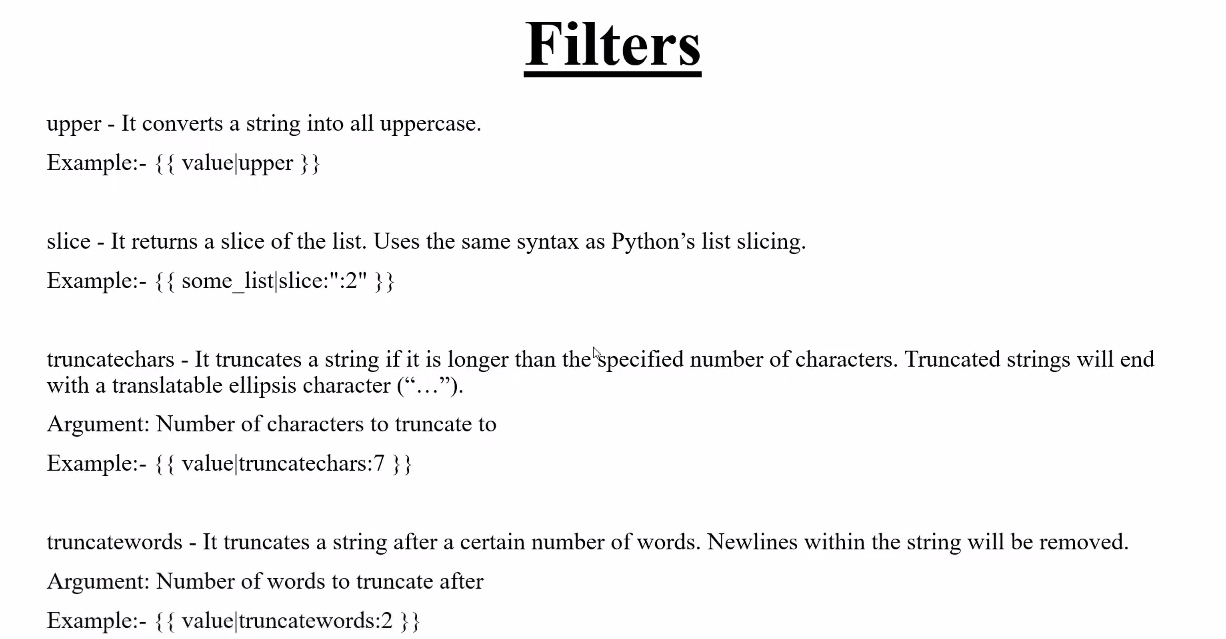 Filters
upper - It converts a string into all uppercase.
Example:- {{ value|upper }}
slice - It returns a slice of the list. Uses the same syntax as Python’s list slicing.
Example:- {{ some_list|slice:":2" }}
truncatechars - It truncates a string if it is longer than the specified number of characters. Truncated strings will end
with a translatable ellipsis character (“…”).
Argument: Number of characters to truncate to
Example:- {{ value|truncatechars:7 }}
truncatewords - It truncates a string after a certain number of words. Newlines within the string will be removed.
Argument: Number of words to truncate after
Example:- {{ value|truncatewords:2 }}